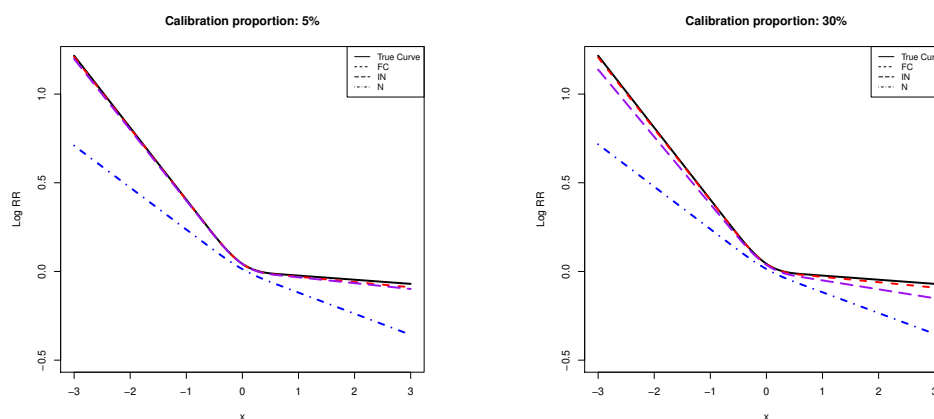 Calibration proportion: 5%
True Curve
FC
IN
N
1.0
0.5
0.0
−0.5
Log RR
−3 −2 −1 0 1 2 3
x
Calibration proportion: 30%
True Cur
FC
IN
N
1.0
0.5
0.0
−0.5
Log RR
−3 −2 −1 0 1 2 3
x